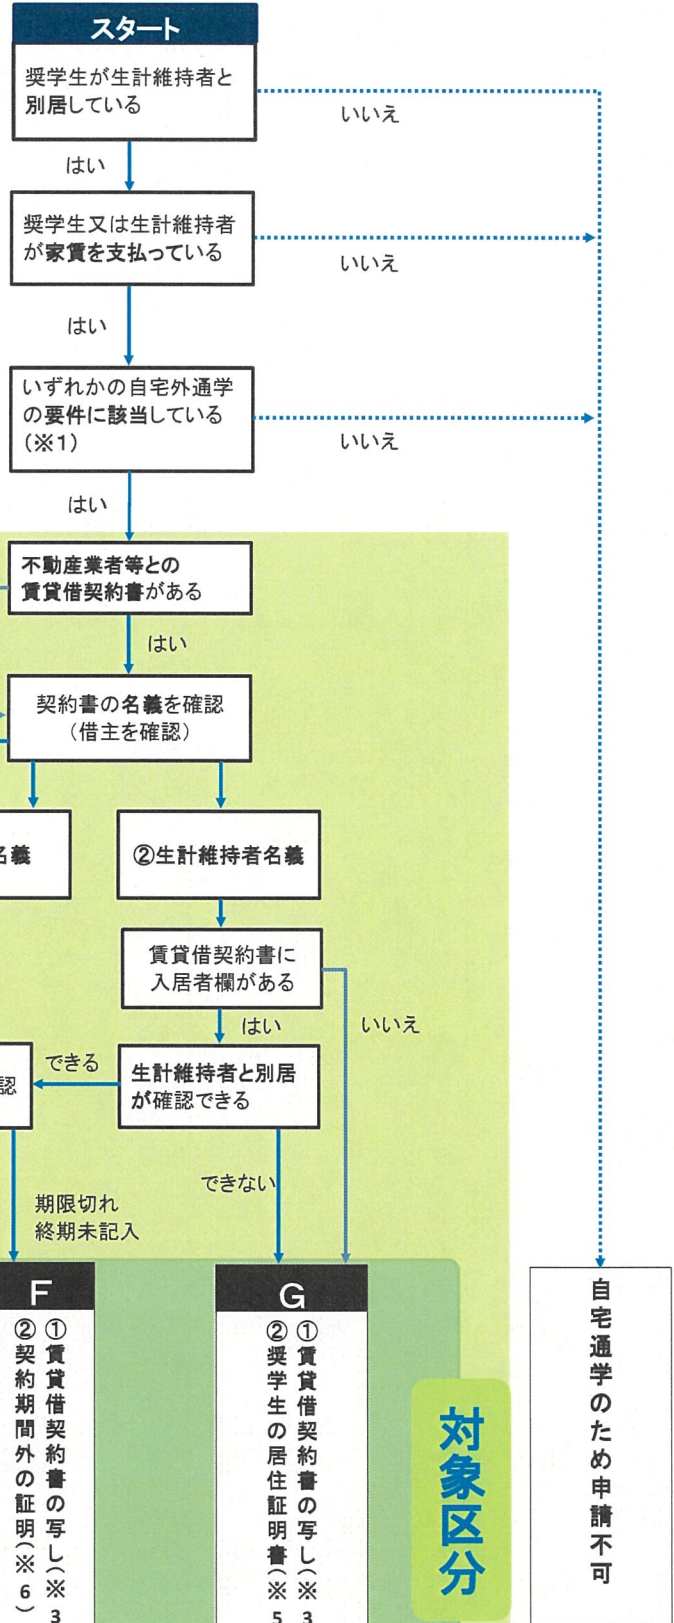 スタート
奨学生が生計維持者と
別居している
いいえ
はい
奨学生又は生計維持者
が家賃を支払っている
いいえ
はい
いずれかの自宅外通学
の要件に該当している
(※1)
いいえ
はい
不動産業者等との
賃貸借契約書がある
はい
契約書の名義を確認
(借主を確認)
名義
②生計維持者名義
賃貸借契約書に
入居者欄がある
はい
いいえ
認
できる
生計維持者と別居
が確認できる
できない
期限切れ
終期未記入
F
①賃貸借契約書の写し(※3
②契約期間外の証明(※6)
G
①賃貸借契約書の写し(※3
②奨学生の居住証明書(※5
対象区分
自宅通学のため申請不可